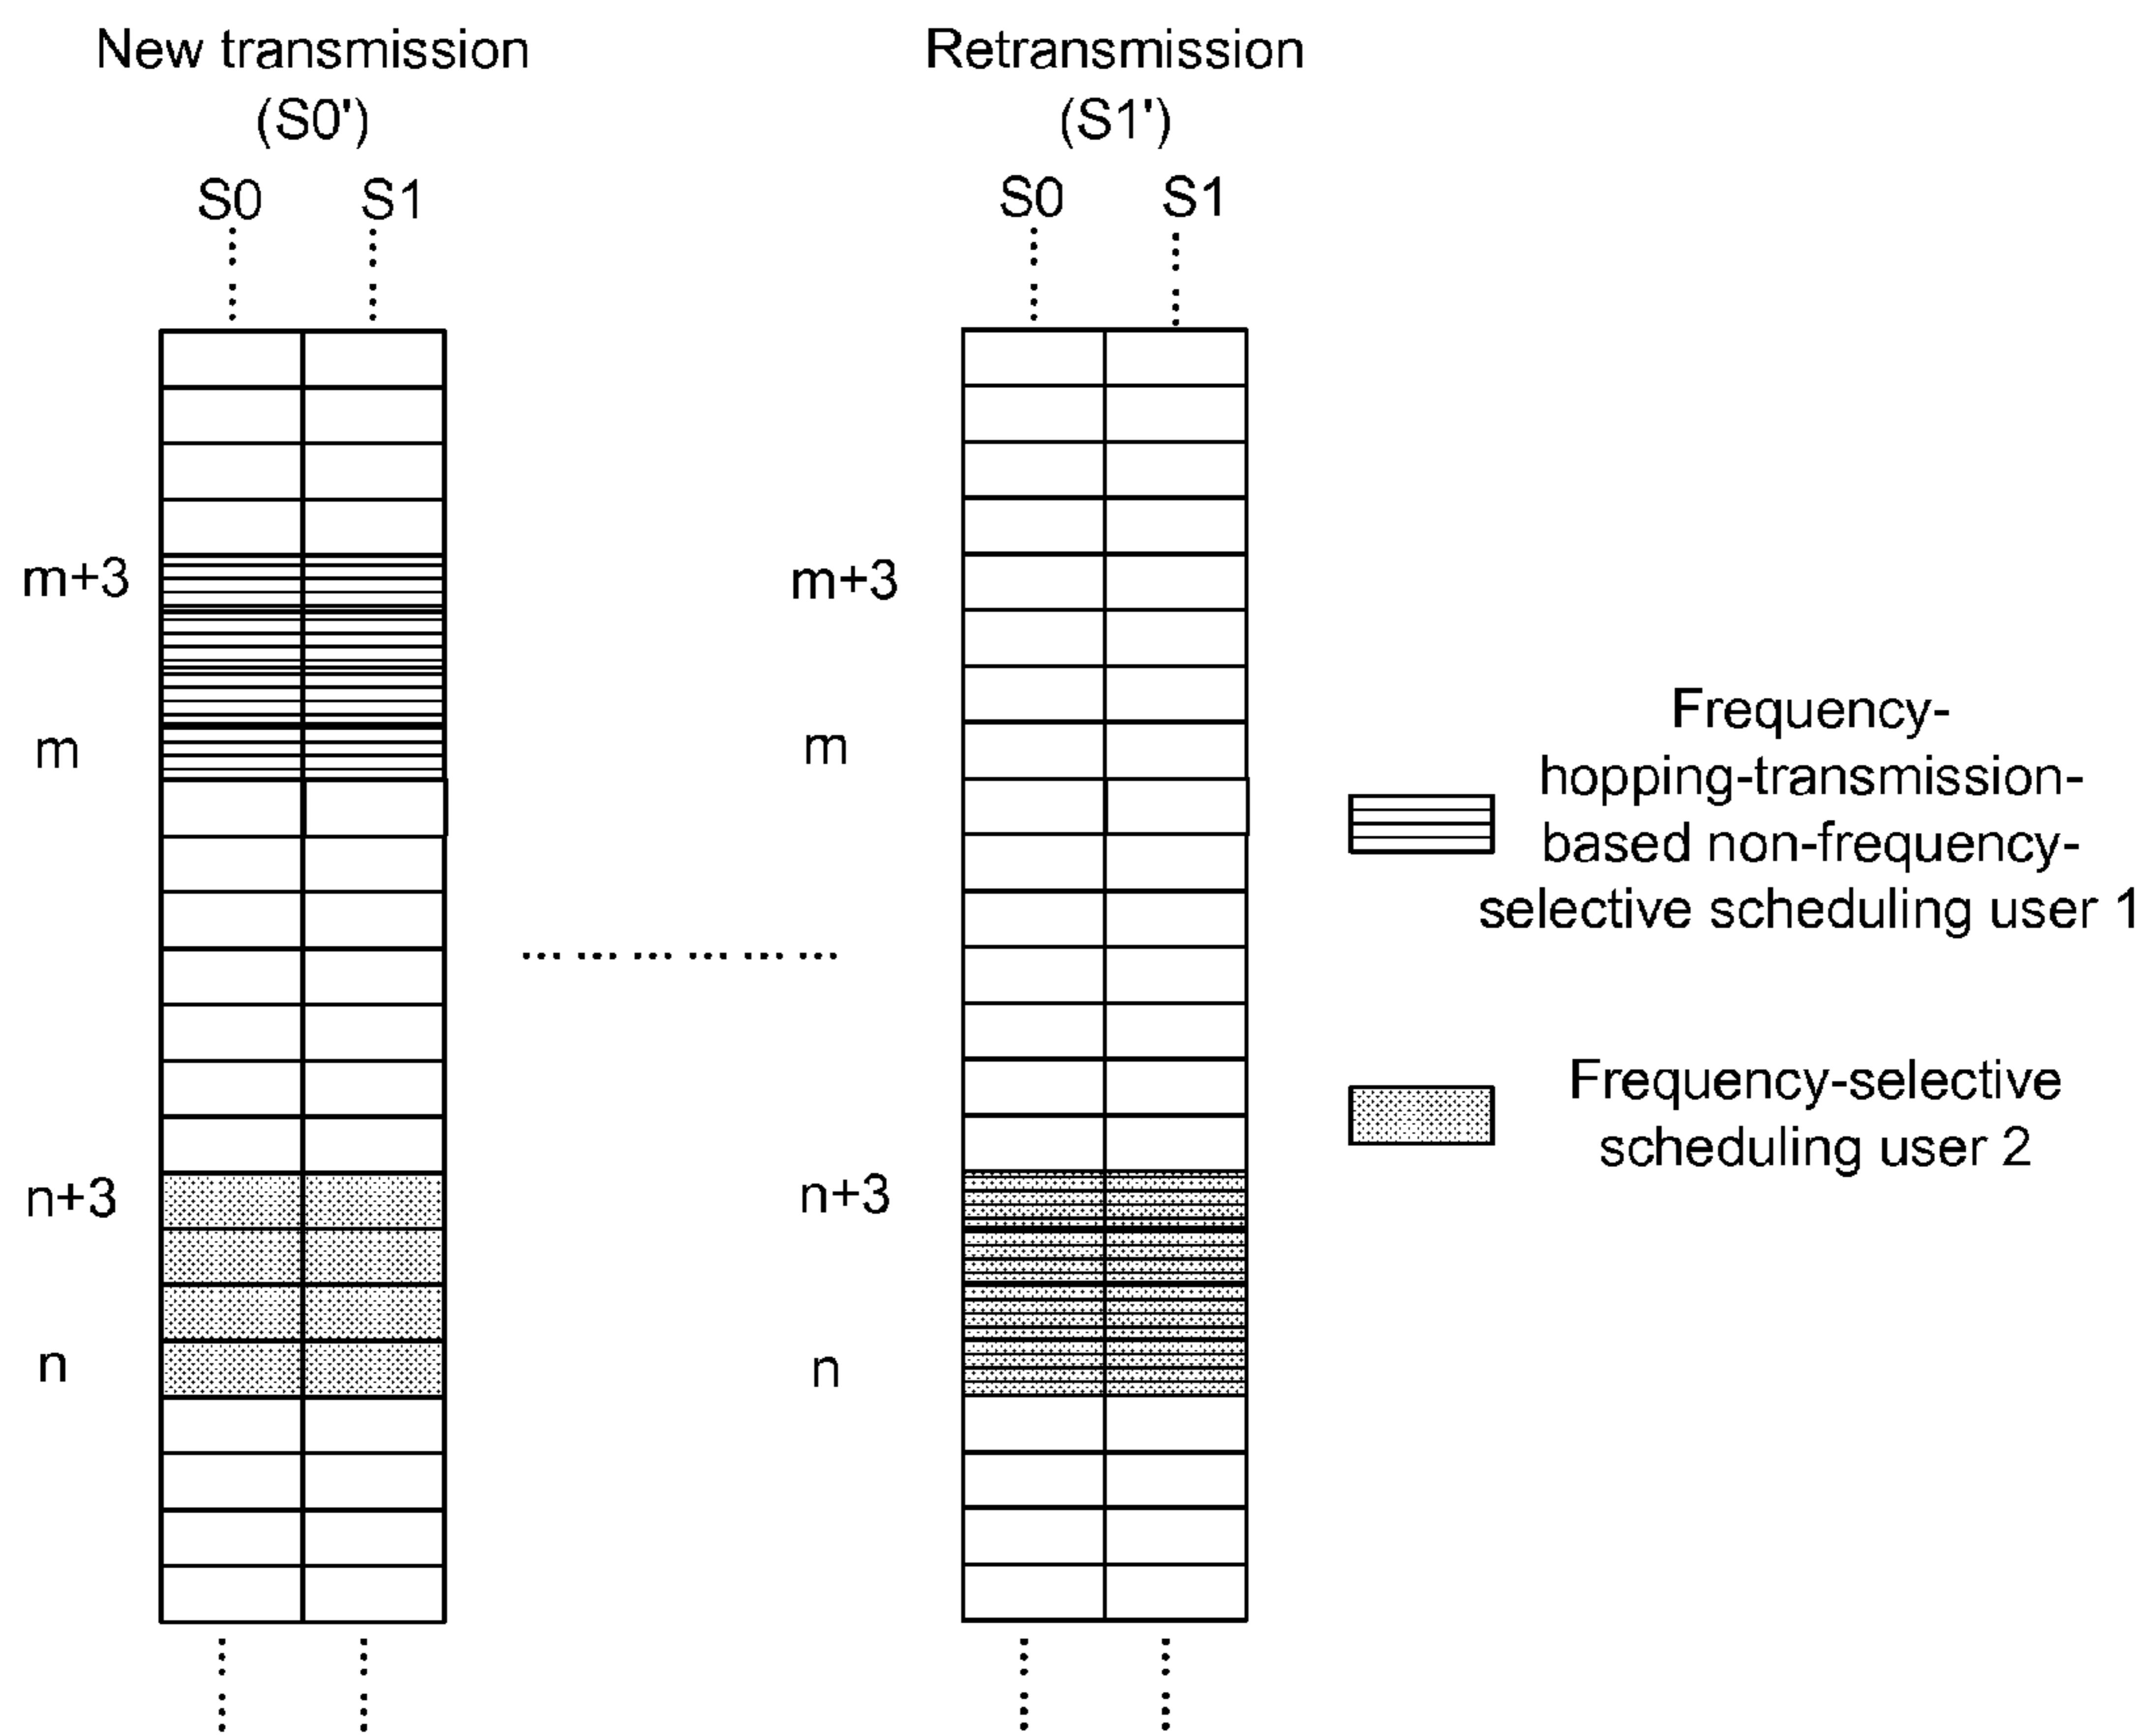 New transmission
(S0')
S0 S1
Retransmission
(S1')
S0 S1
m+3
m
n+3
n
m+3
m
n+3
n
Frequency-
hopping-transmission-
based non-frequency-
selective scheduling user 1
Frequency-selective
scheduling user 2